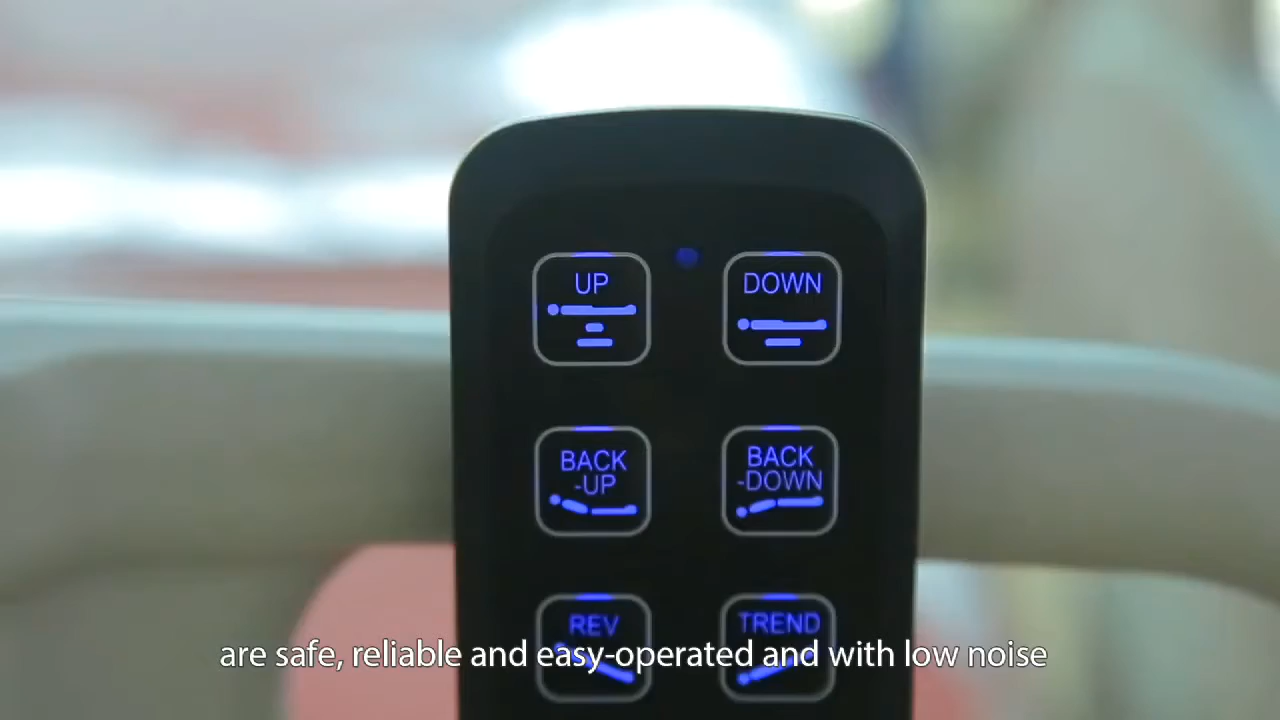 UP
DOWN
BACK
-UP
BACK
-DOWN
REV
TREND
are safe, reliable and easy-operated and with low noise